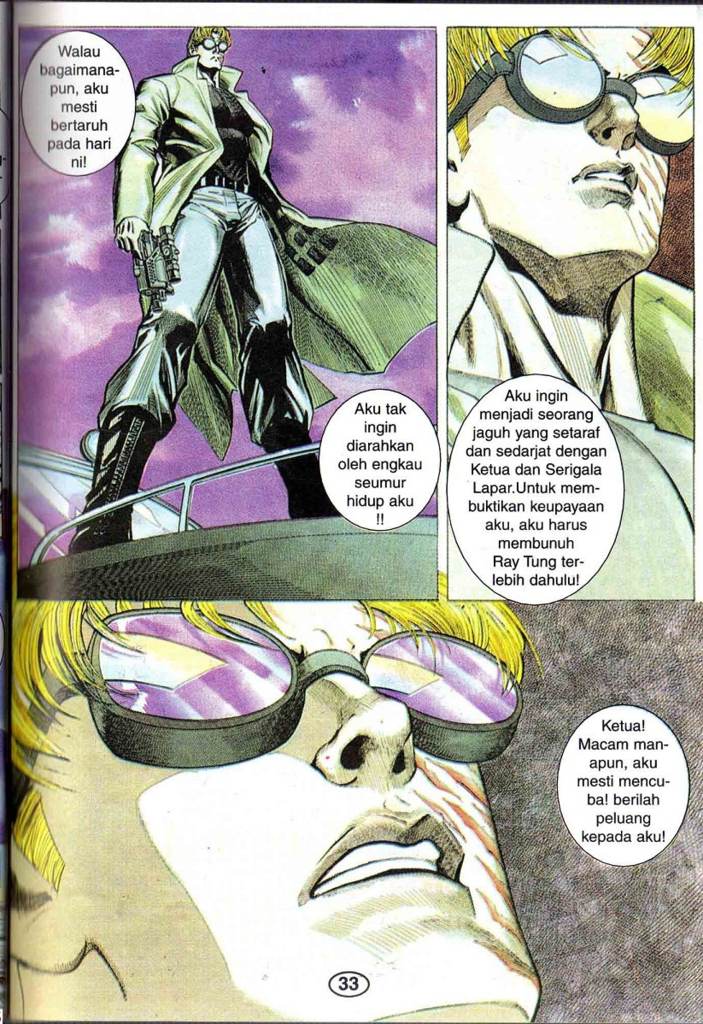 Walau
bagaimana-
pun, aku
mesti
bertaruh
pada hari
ni!
Aku tak
ingin
diarahkan
oleh engkau
seumur
hidup aku
!!
Aku ingin
menjadi seorang
jaguh yang setaraf
dan sedarjat dengan
Ketua dan Serigala
Lapar.Untuk mem-
buktikan keupayaan
aku, aku harus
membunuh
Ray Tung ter-
lebih dahulu!
Ketua!
Macam man-
apun, aku
mesti mencu-
ba! berilah
peluang
kepada aku!
33